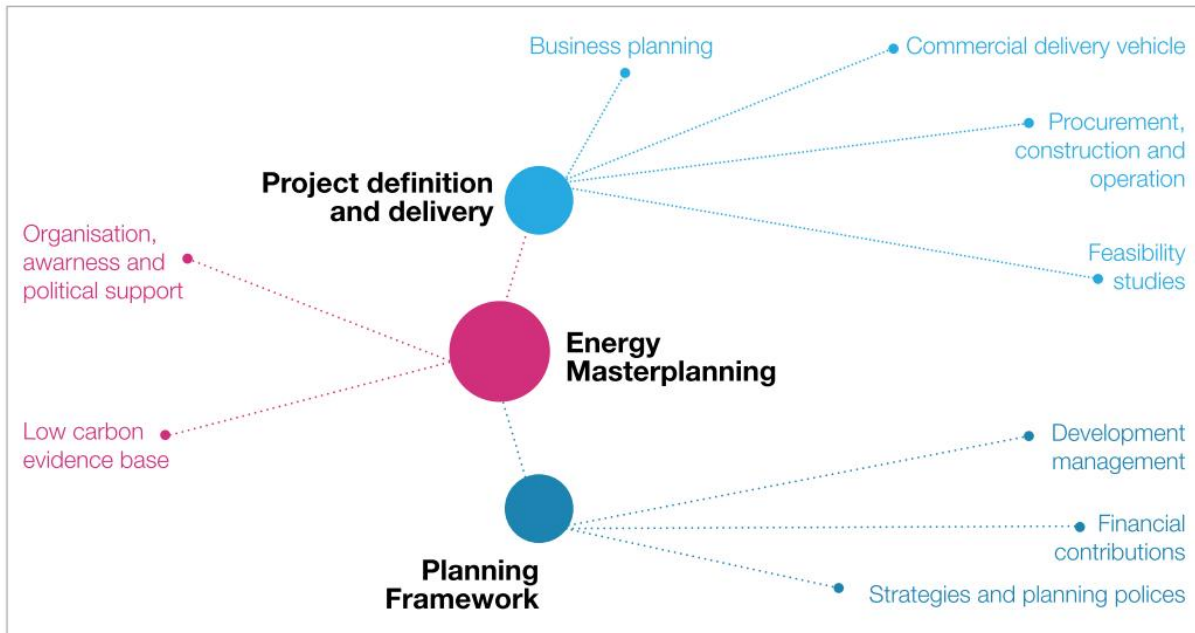 Business planning
Commercial delivery vehicle
Procurement,
construction and
operation
Project definition
and delivery
Organisation,
awarness and
political support
Feasibility
studies
Energy
Masterplanning
Low carbon
evidence base
Development
management
Financial
contributions
Planning
Framework
Strategies and planning polices